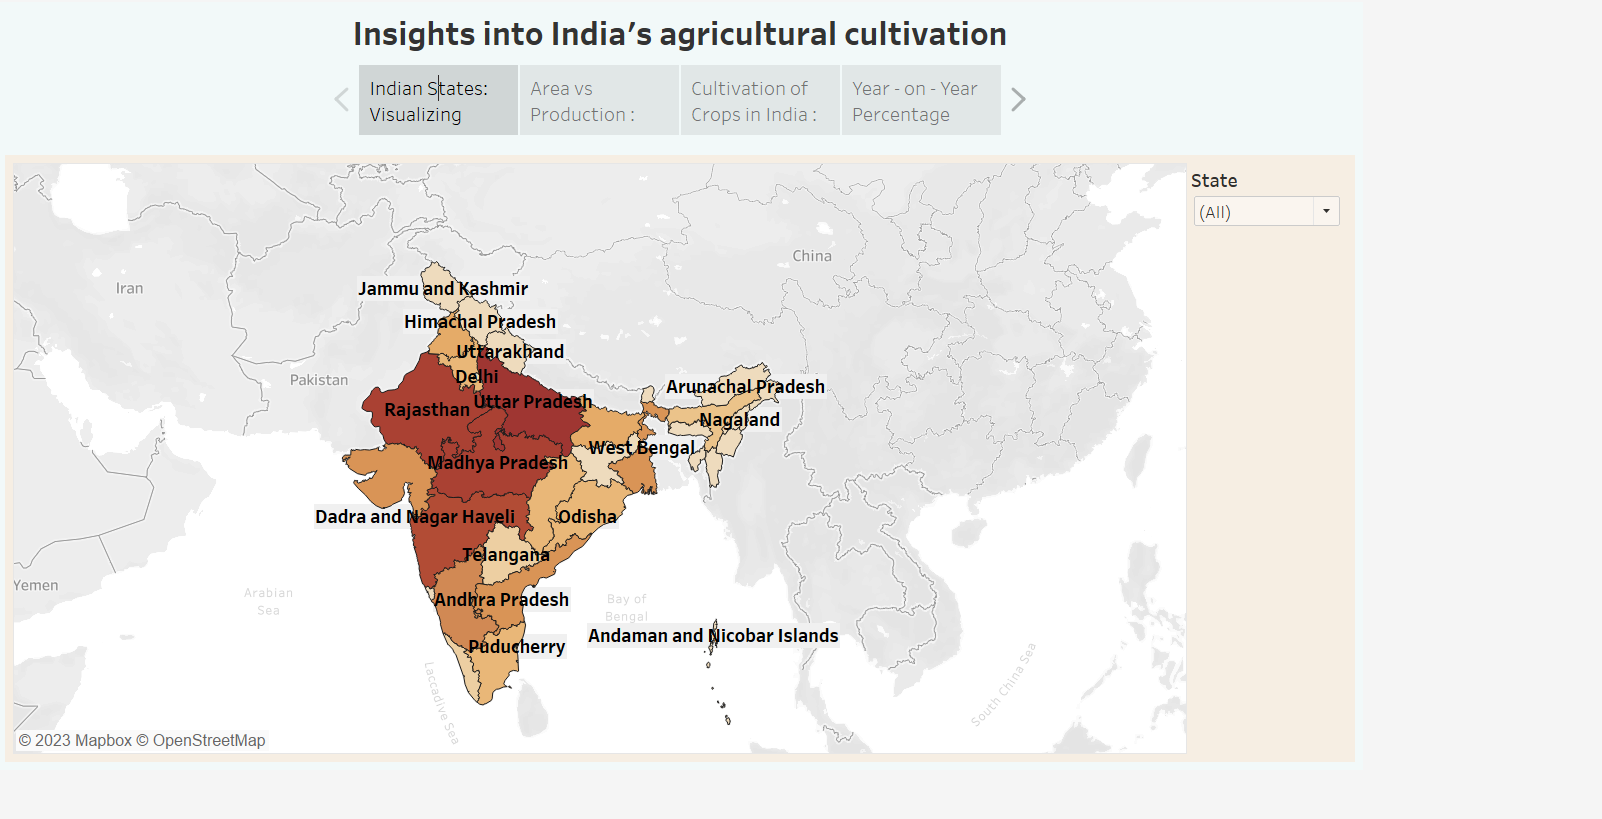 Insights into India’s agricultural cultivation
Indian States:
Visualizing
Area vs
Production :
Cultivation of
Crops in India :
Year - on - Year
Percentage
State
(All)
China
Iran
Jammu and Kashmir
Himachal Pradesh
Uttarakhand
Pakistan
Delhi
Arunachal Pradesh
Uttar Pradesh
Rajasthan
Nagaland
West Bengal
Madhya Pradesh
Dadra and Nagar Haveli
Odisha
Telangana
Yemen
Arabian
Sea
Andhra Pradesh
Bay of
Bengal
Andaman and Nicobar Islands
Puducherry
Laccadive Sea
South China Sea
© 2023 Mapbox © OpenStreetMap